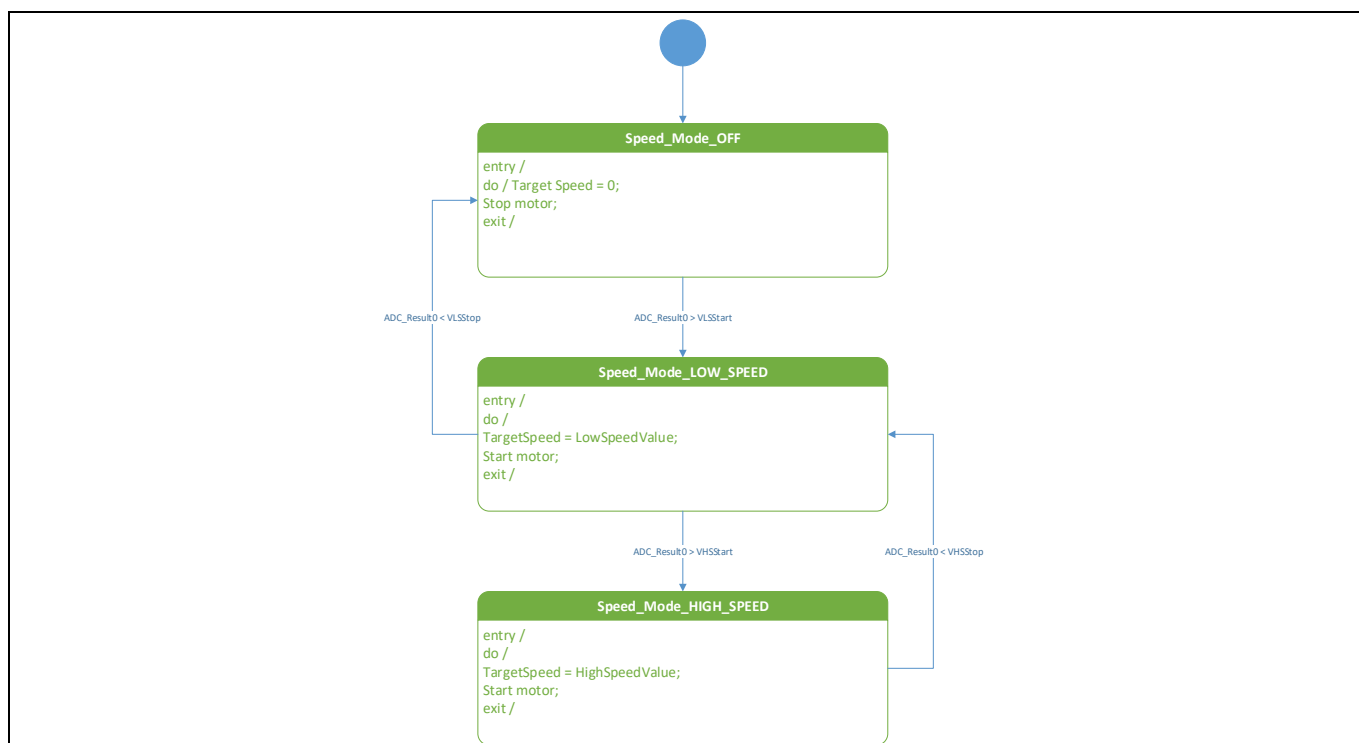 Speed_Mode_OFF
entry /
do / Target Speed = 0;
Stop motor;
exit /
ADC_Result0 < VLSStop
ADC_Result0 > VLSStart
Speed_Mode_LOW_SPEED
entry /
do /
TargetSpeed = LowSpeedValue;
Start motor;
exit /
ADC_Result0 > VHSStart
ADC_Result0 < VHSStop
Speed_Mode_HIGH_SPEED
entry /
do /
TargetSpeed = HighSpeedValue;
Start motor;
exit /